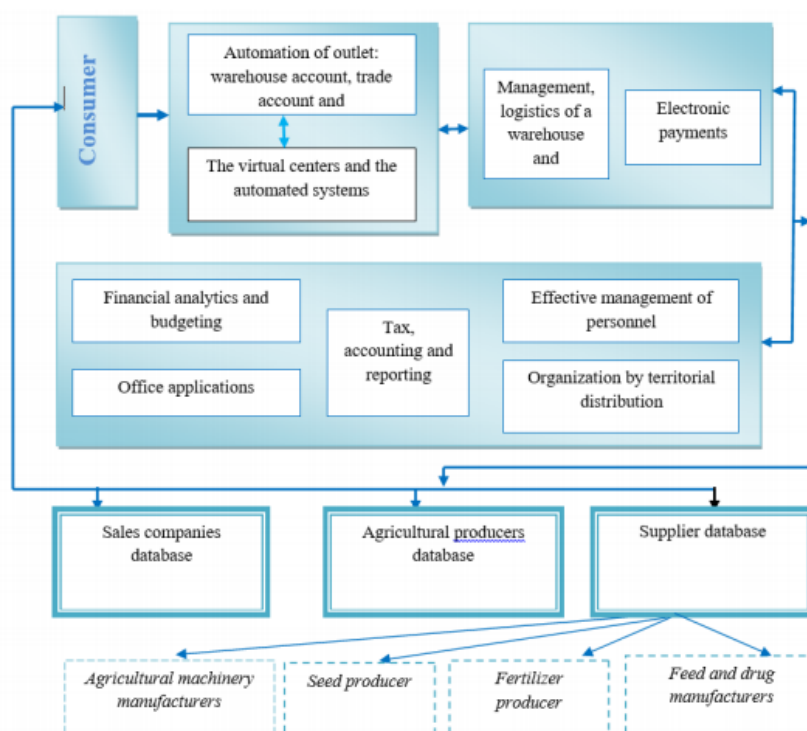 Consumer
Automation of outlet:
warehouse account, trade
account and
The virtual centers and the
automated systems
Management,
logistics of a
warehouse
and
Electronic
payments
Financial analytics and
budgeting
Office applications
Tax,
accounting and
reporting
Effective management of
personnel
Organization by territorial
distribution
Sales companies
database
Agricultural producers
database
Supplier database
Agricultural machinery
manufacturers
Seed producer
Fertilizer
producer
Feed and drug
manufacturers